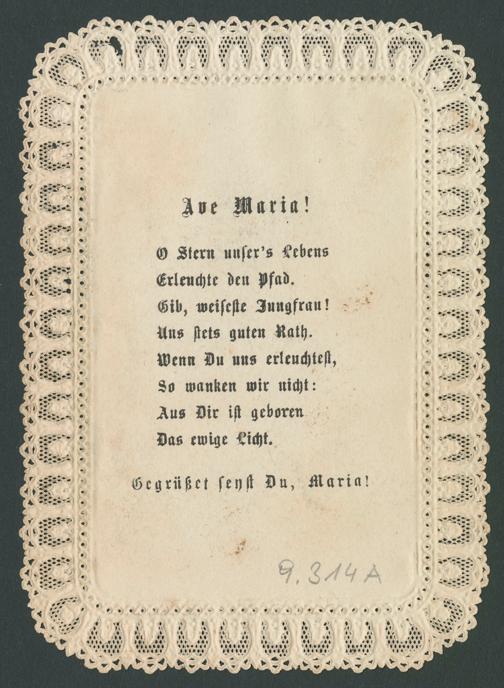 Ave Maria!
O Stern unser's Lebens
Erleuchte den Pfad.
Gib, weiseste Jungfrau!
Uns stets guten Rath.
Wenn Du uns erleuchtest,
So wanken wir nicht:
Aus Dir ist geboren
Das ewige Licht.
Gegrüßet seyst Du, Maria!
9.314A